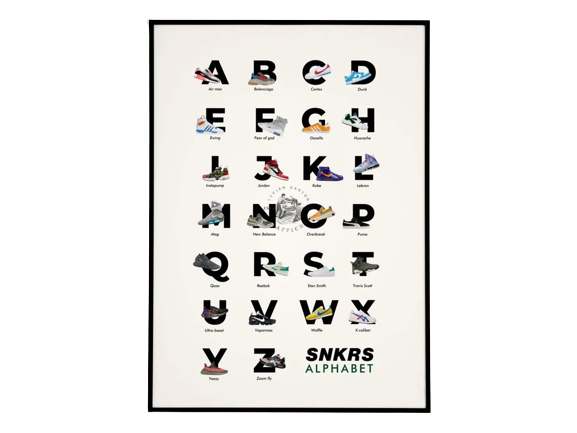 A B C D
Air max Balenciaga Cortez Dunk
E F G H
Ewing Fear of god Gazelle Huarache
I J K L
Instapump Jordan Kobe Lebron
M N O P
Mag New Balance Overbreak Puma
Q R S T
Qasa Reebok Stan Smith Travis Scott
U V W X
Ultra boost Vapormax Waffle X-caliber
Y Z
Yeezy Zoom fly
SNKRS
ALPHABET